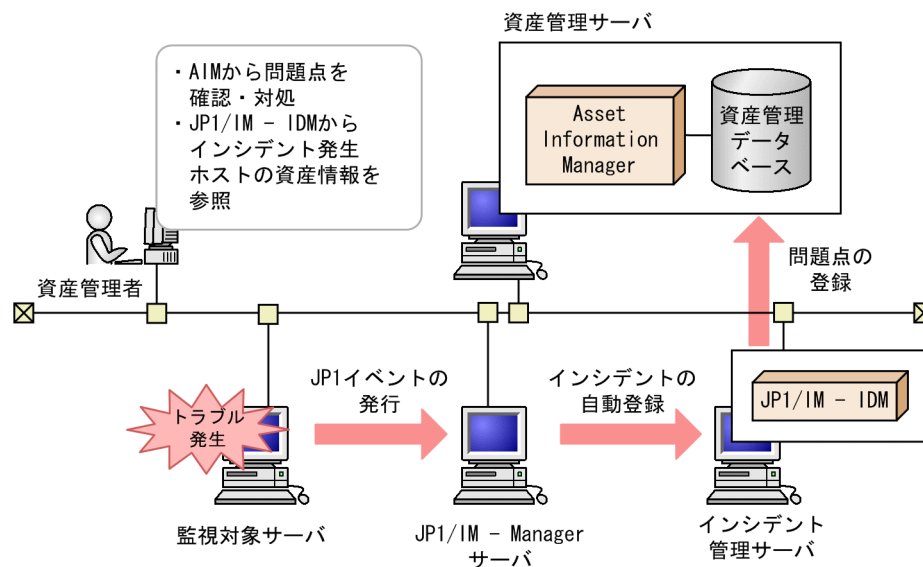 資産管理サーバ
・AIMから問題点を
確認・対処
・JP1/IM − IDMから
インシデント発生
ホストの資産情報を
参照
Asset
Information
Manager
資産管理
データ
ベース
資産管理者
問題点の
登録
JP1イベントの
発行
インシデントの
自動登録
JP1/IM − IDM
トラブル
発生
監視対象サーバ
JP1/IM − Manager
サーバ
インシデント
管理サーバ